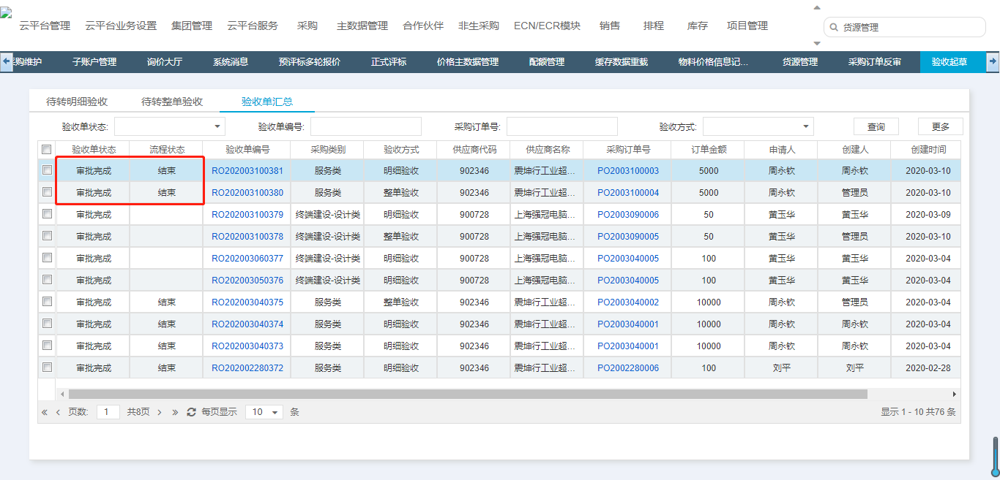 云平台管理 云平台业务设置 集团管理 云平台服务 采购 主数据管理 合作伙伴 非生采购 ECN/ECR模块 销售 排程 库存 项目管理 货源管理
购维护 子账户管理 询价大厅 系统消息 预评标多轮报价 正式评标 价格主数据管理 配额管理 缓存数据重载 物料价格信息记... 货源管理 采购订单反审 验收起草
待转明细验收 待转整单验收 验收单汇总
验收单状态: 验收单编号: 采购订单号: 验收方式: 查询 更多
验收单状态 流程状态 验收单编号 采购类别 验收方式 供应商代码 供应商名称 采购订单号 订单金额 申请人 创建人 创建时间
审批完成 结束 RO202003100381 服务类 明细验收 902346 震坤行工业超... PO2003100003 5000 周永钦 周永钦 2020-03-10
审批完成 结束 RO202003100380 服务类 整单验收 902346 震坤行工业超... PO2003100004 5000 周永钦 管理员 2020-03-10
审批完成 RO202003100379 终端建设-设计类 明细验收 900728 上海强冠电脑... PO2003090006 50 黄玉华 黄玉华 2020-03-09
审批完成 RO202003100378 终端建设-设计类 整单验收 900728 上海强冠电脑... PO2003090005 50 黄玉华 管理员 2020-03-10
审批完成 RO202003060377 终端建设-设计类 明细验收 900728 上海强冠电脑... PO2003040005 100 黄玉华 黄玉华 2020-03-04
审批完成 RO202003050376 终端建设-设计类 明细验收 900728 上海强冠电脑... PO2003040005 100 黄玉华 黄玉华 2020-03-04
审批完成 结束 RO202003040375 服务类 整单验收 902346 震坤行工业超... PO2003040002 10000 周永钦 管理员 2020-03-04
审批完成 结束 RO202003040374 服务类 明细验收 902346 震坤行工业超... PO2003040001 10000 周永钦 周永钦 2020-03-04
审批完成 结束 RO202003040373 服务类 明细验收 902346 震坤行工业超... PO2003040001 10000 周永钦 周永钦 2020-03-04
审批完成 结束 RO202002280372 服务类 明细验收 902346 震坤行工业超... PO2002280006 100 刘平 刘平 2020-02-28
« ‹ 页数: 1 共8页 › » 每页显示 10 条 显示 1 - 10 共76 条